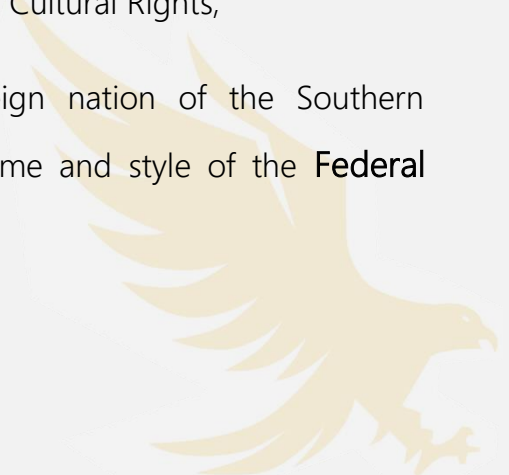 Cultural Rights,
ign nation of the Southern
me and style of the Federal